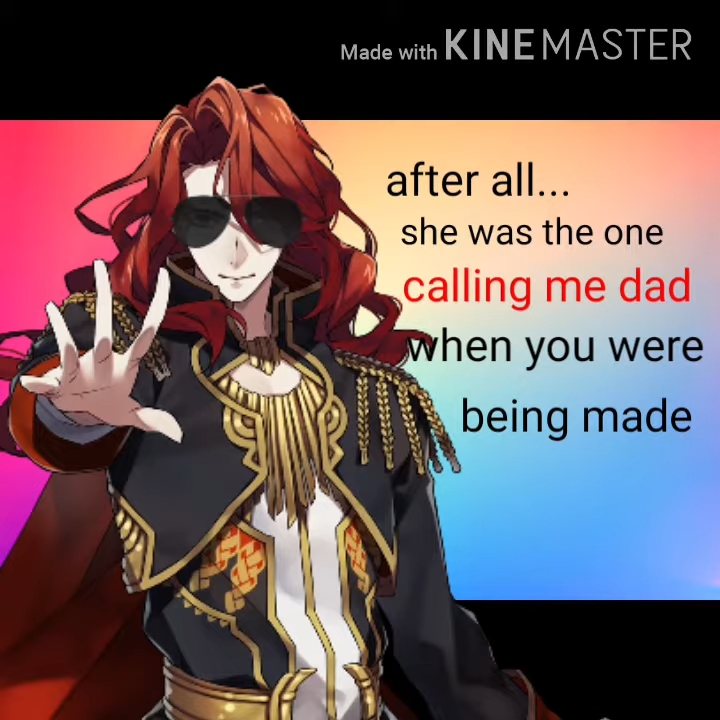 Made with KINEMASTER
after all...
she was the one
calling me dad
when you were
being made